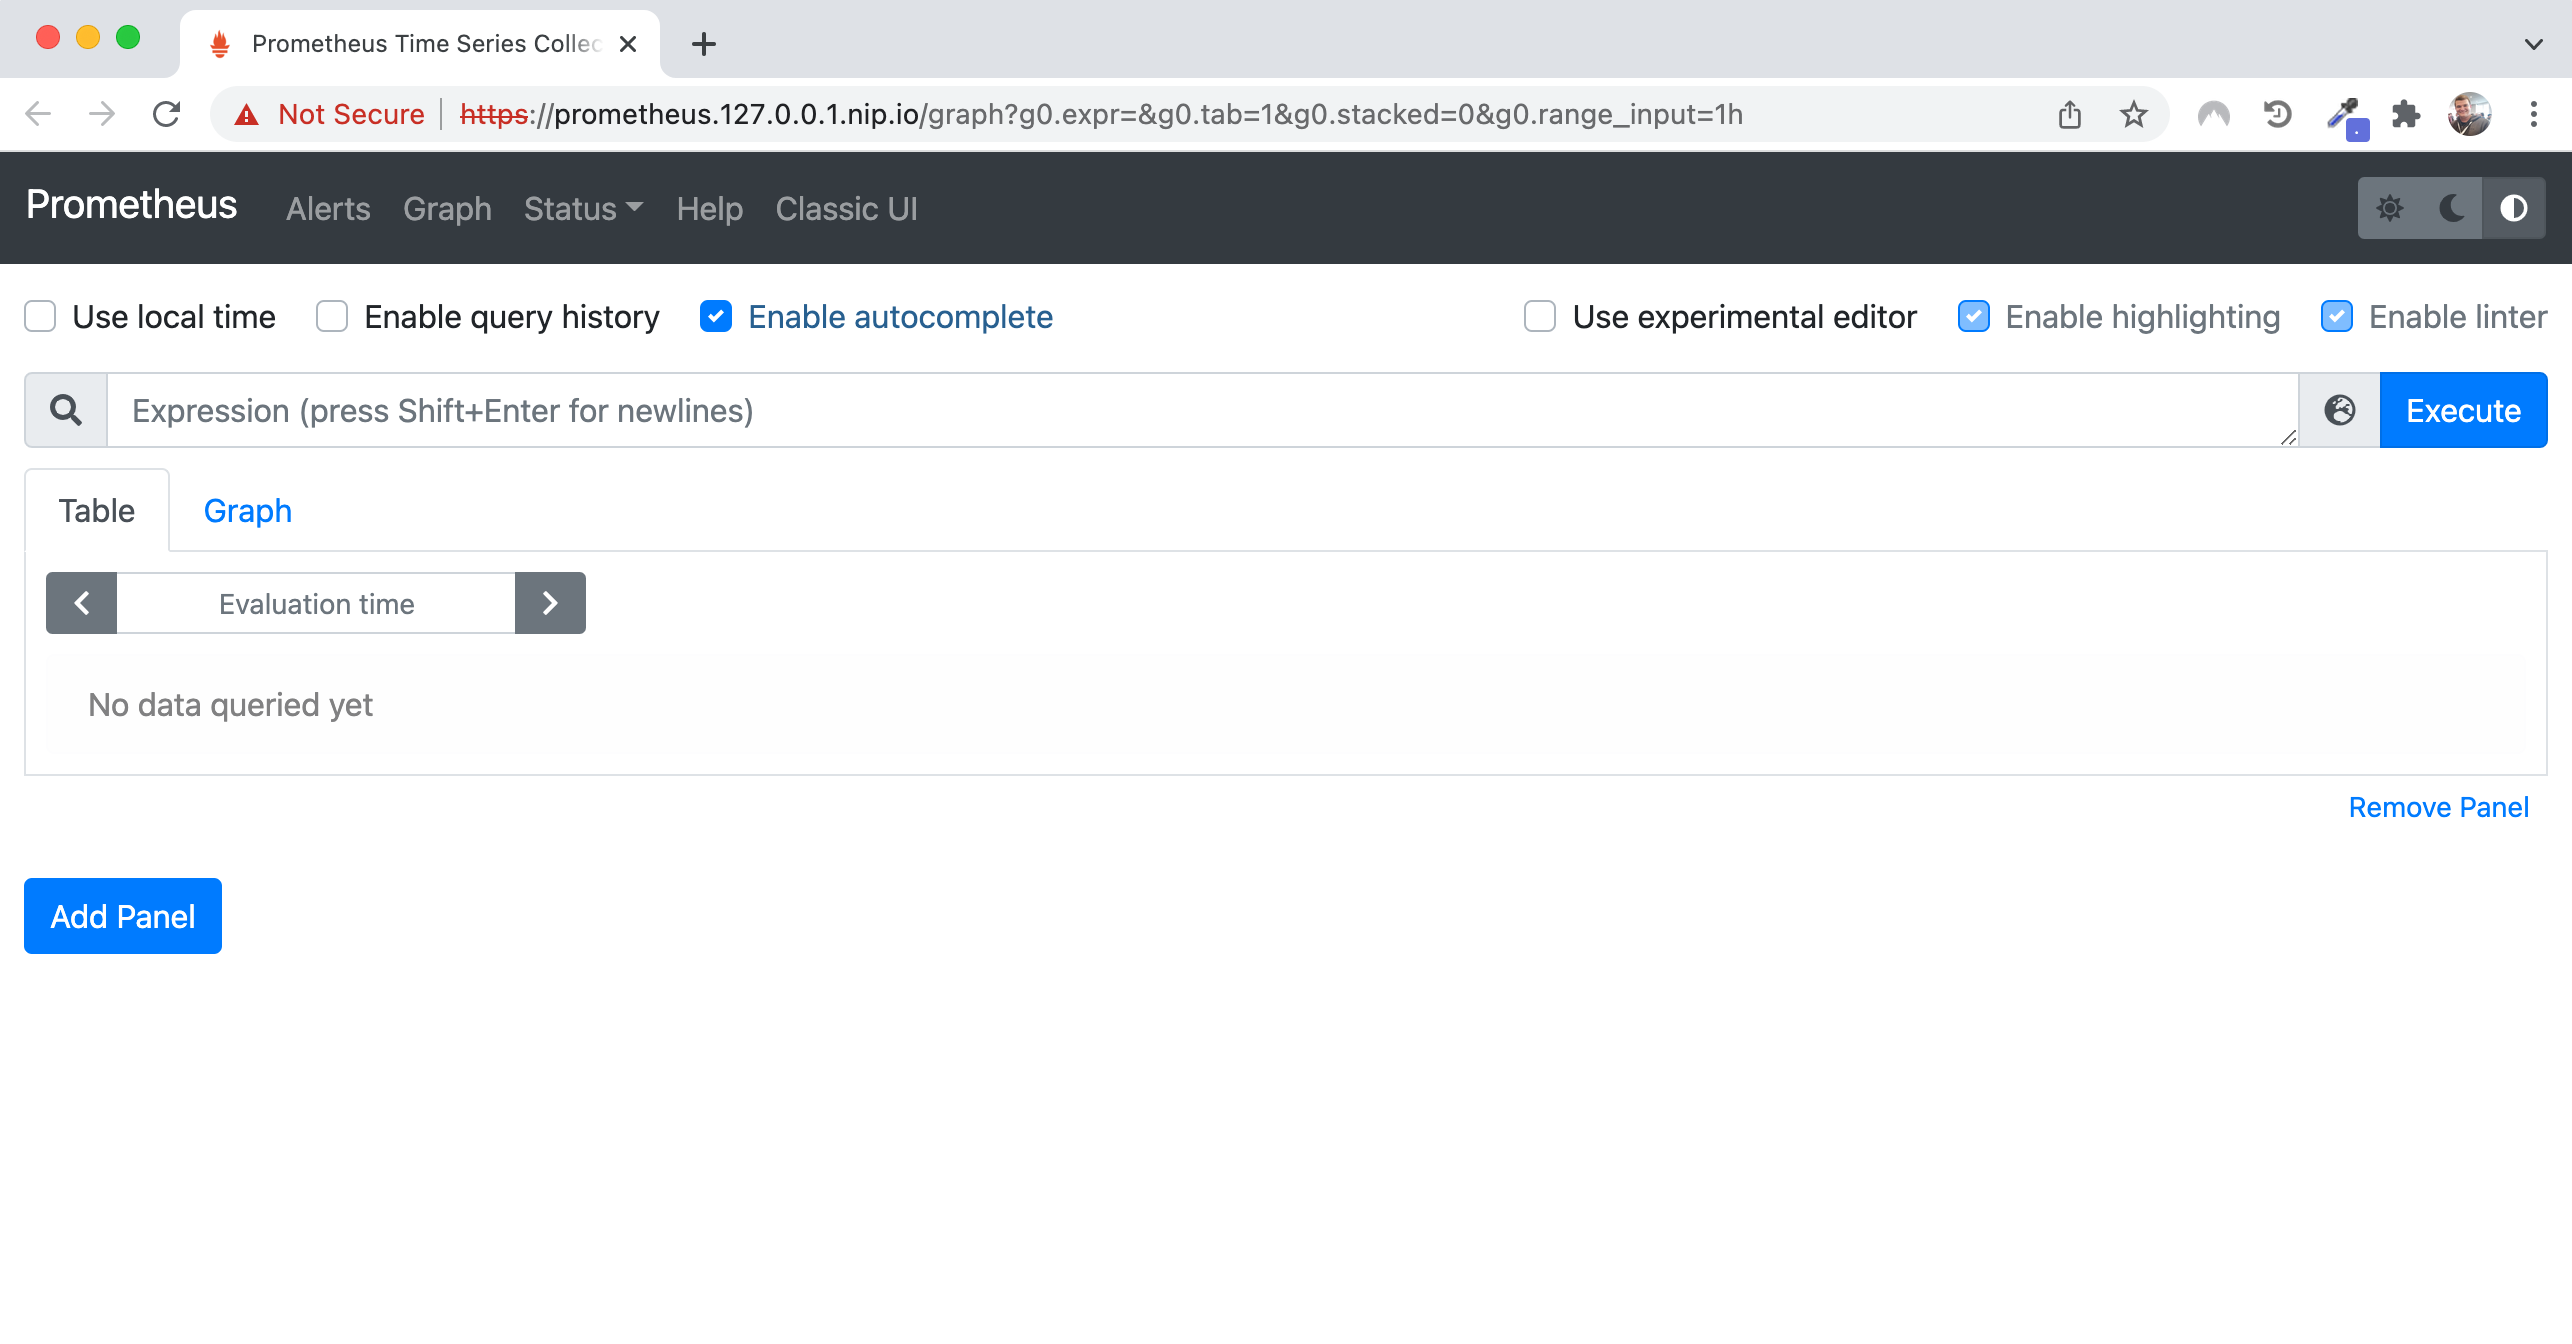 Prometheus Time Series Collec
Not Secure https://prometheus.127.0.0.1.nip.io/graph?g0.expr=&g0.tab=1&g0.stacked=0&g0.range_input=1h
Prometheus Alerts Graph Status Help Classic UI
Use local time Enable query history Enable autocomplete Use experimental editor Enable highlighting Enable linter
Expression (press Shift+Enter for newlines) Execute
Table Graph
Evaluation time
No data queried yet
Remove Panel
Add Panel